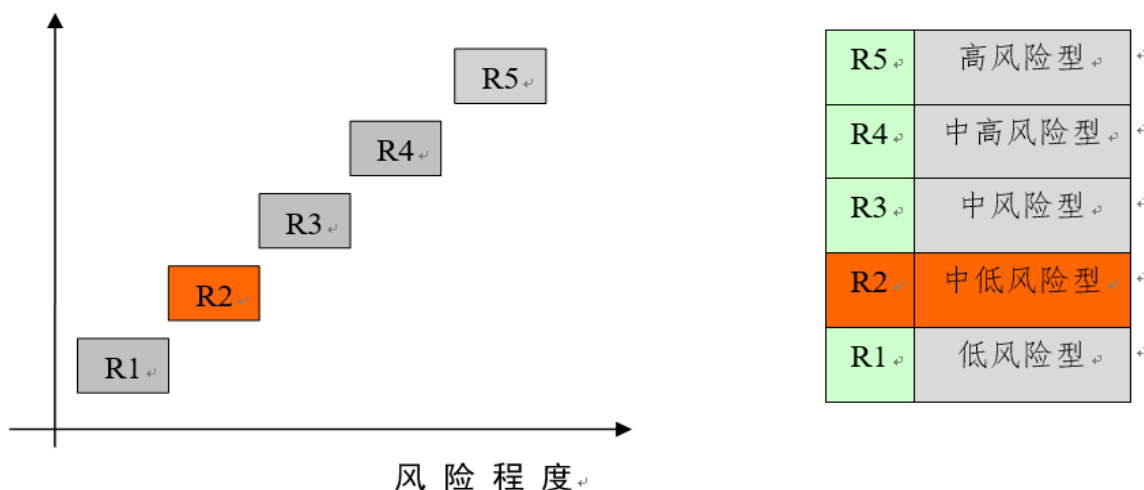 R5
R4
R3
R2
R1
风 险 程 度
R5 高风险型
R4 中高风险型
R3 中风险型
R2 中低风险型
R1 低风险型